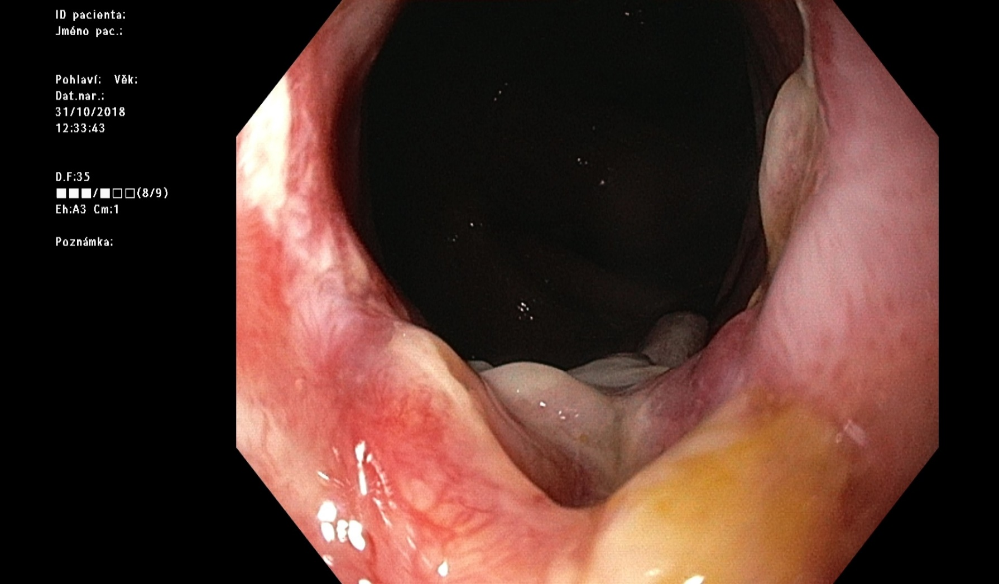 ID pacienta:
Jméno pac.:
Pohlaví: Věk:
Dat.nar.:
31/10/2018
12:33:43
D.F:35
■■■/■□□(8/9)
Eh:A3 Cm:1
Poznámka: